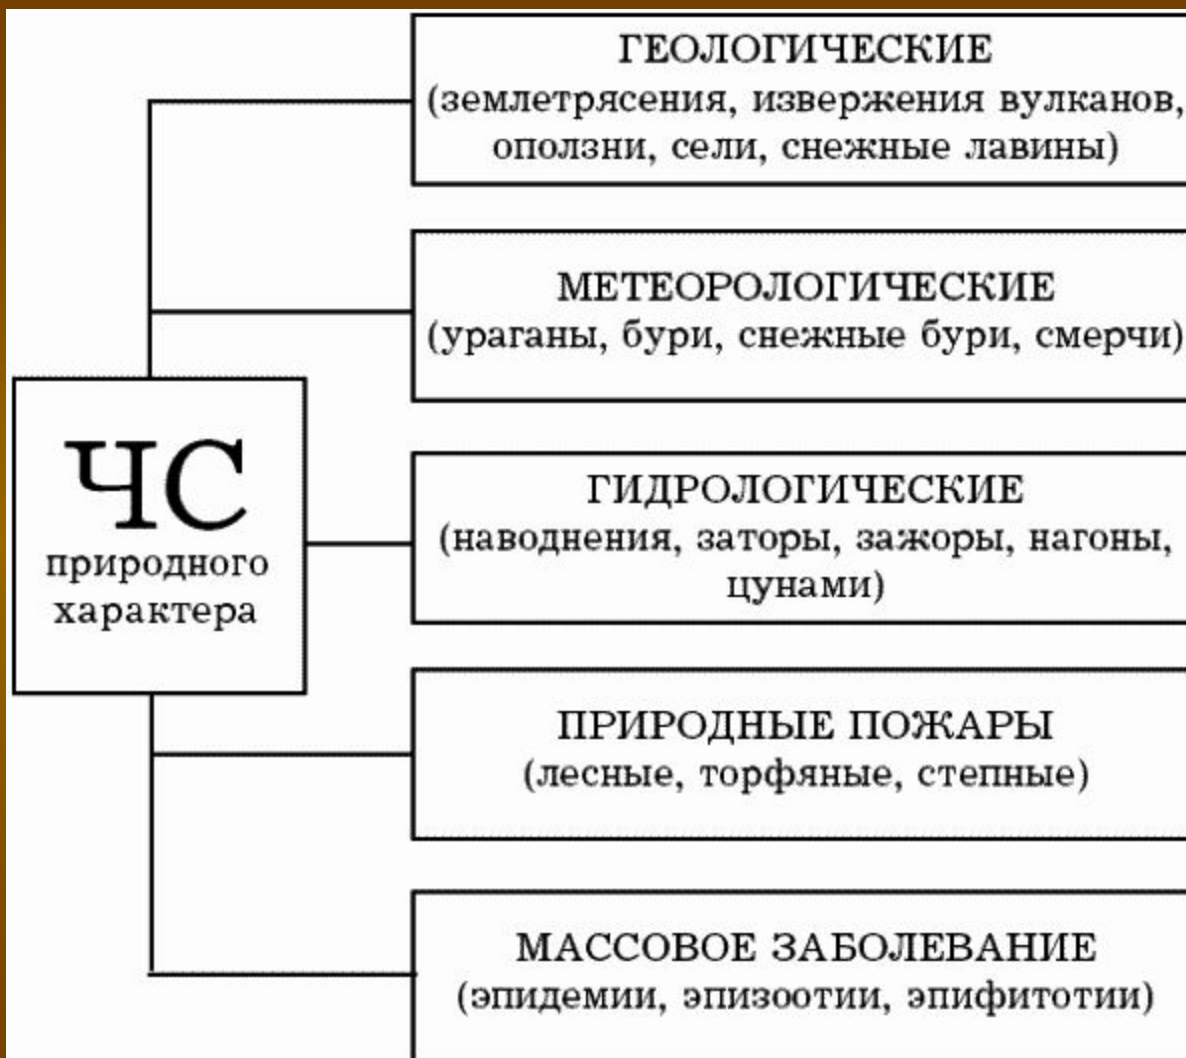 ГЕОЛОГИЧЕСКИЕ
(землетрясения, извержения вулканов,
оползни, сели, снежные лавины)
МЕТЕОРОЛОГИЧЕСКИЕ
(ураганы, бури, снежные бури, смерчи)
ЧС
природного
характера
ГИДРОЛОГИЧЕСКИЕ
(наводнения, заторы, зажоры, нагоны,
цунами)
ПРИРОДНЫЕ ПОЖАРЫ
(лесные, торфяные, степные)
МАССОВОЕ ЗАБОЛЕВАНИЕ
(эпидемии, эпизоотии, эпифитотии)